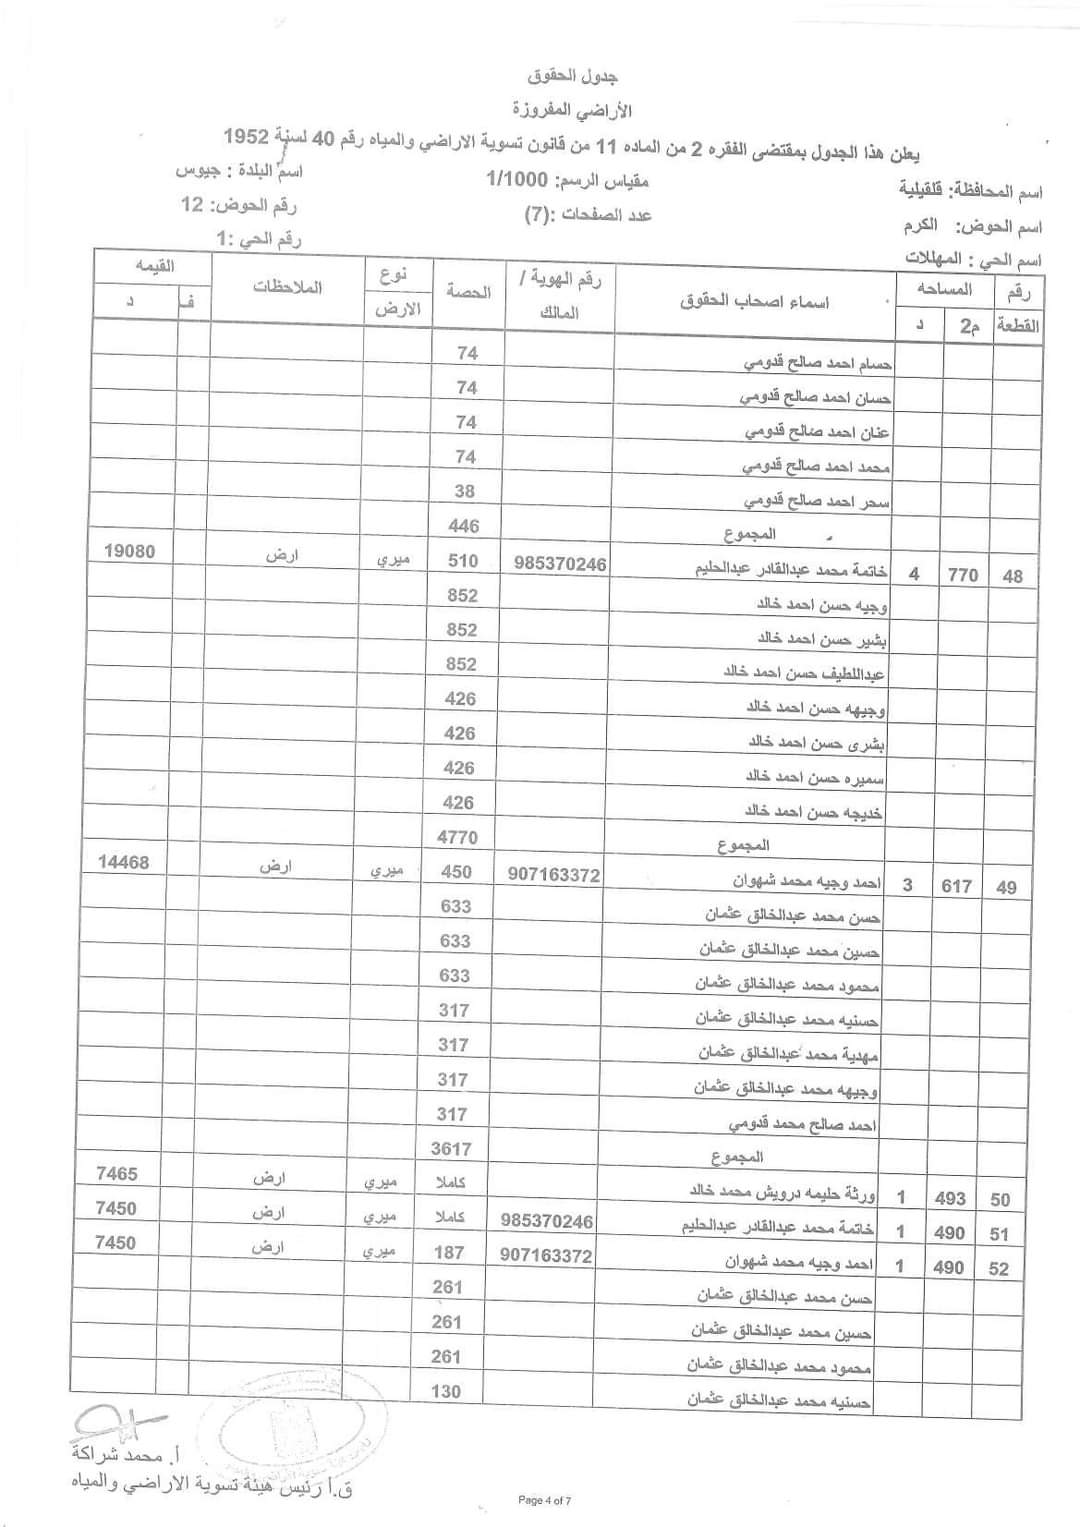 جدول الحقوق
الأراضي المفروزة
يعلن هذا الجدول بمقتضى الفقره 2 من الماده 11 من قانون تسوية الاراضي والمياه رقم 40 لسنة 1952
اسم المحافظة: قلقيلية مقياس الرسم: 1/1000 اسم البلدة : جيوس
اسم الحوض: الكرم عدد الصفحات :(7) رقم الحوض: 12
اسم الحي : المهللات رقم الحي :1
رقم القطعة المساحه م2 د اسماء اصحاب الحقوق رقم الهوية / المالك الحصة نوع الارض الملاحظات القيمه ف د
حسام احمد صالح قدومي 74
حسان احمد صالح قدومي 74
عنان احمد صالح قدومي 74
محمد احمد صالح قدومي 74
سحر احمد صالح قدومي 38
المجموع 446
48 770 4 خاتمة محمد عبدالقادر عبدالحليم 985370246 510 ميري ارض 19080
وجيه حسن احمد خالد 852
بشير حسن احمد خالد 852
عبداللطيف حسن احمد خالد 852
وجيهه حسن احمد خالد 426
بشرى حسن احمد خالد 426
سميره حسن احمد خالد 426
خديجه حسن احمد خالد 426
المجموع 4770
49 617 3 احمد وجيه محمد شهوان 907163372 450 ميري ارض 14468
حسن محمد عبدالخالق عثمان 633
حسين محمد عبدالخالق عثمان 633
محمود محمد عبدالخالق عثمان 633
حسنيه محمد عبدالخالق عثمان 317
مهدية محمد عبدالخالق عثمان 317
وجيهه محمد عبدالخالق عثمان 317
احمد صالح محمد قدومي 317
المجموع 3617
50 493 1 ورثة حليمه درويش محمد خالد كاملا ميري ارض 7465
51 490 1 خاتمة محمد عبدالقادر عبدالحليم 985370246 كاملا ميري ارض 7450
52 490 1 احمد وجيه محمد شهوان 907163372 187 ميري ارض 7450
حسن محمد عبدالخالق عثمان 261
حسين محمد عبدالخالق عثمان 261
محمود محمد عبدالخالق عثمان 261
حسنيه محمد عبدالخالق عثمان 130
أ. محمد شراكة
ق.أ رئيس هيئة تسوية الاراضي والمياه
Page 4 of 7